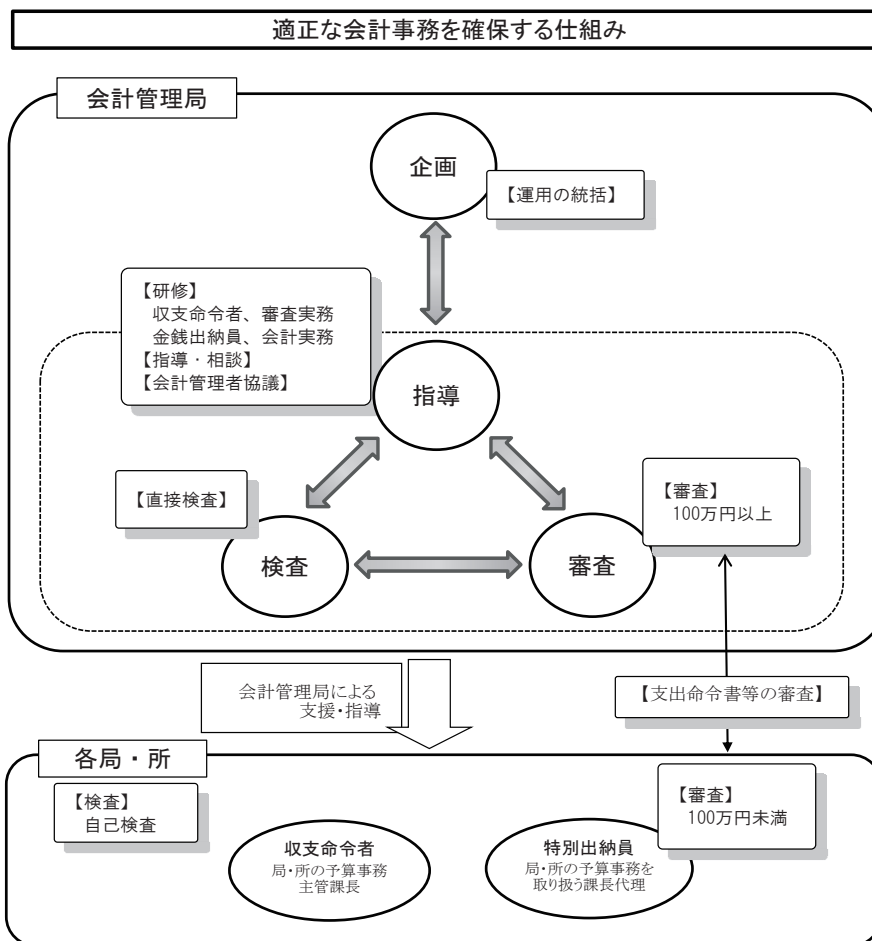 適正な会計事務を確保する仕組み
会計管理局
企画
【運用の統括】
【研修】
収支命令者、審査実務
金銭出納員、会計実務
【指導・相談】
【会計管理者協議】
指導
【直接検査】
【審査】
100万円以上
検査
審査
会計管理局による
支援・指導
【支出命令書等の審査】
各局・所
【検査】
自己検査
【審査】
100万円未満
収支命令者
局・所の予算事務
主管課長
特別出納員
局・所の予算事務を
取り扱う課長代理